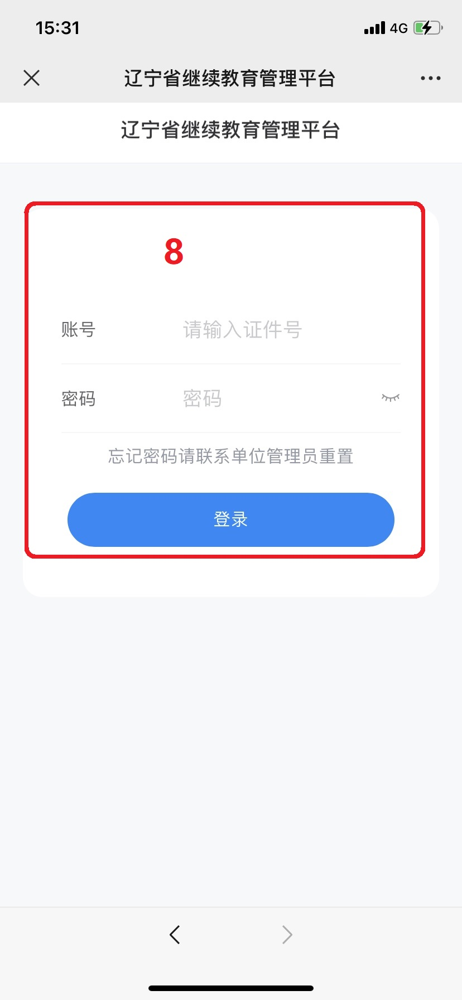 15:31
4G
辽宁省继续教育管理平台
辽宁省继续教育管理平台
8
账号 请输入证件号
密码 密码
忘记密码请联系单位管理员重置
登录